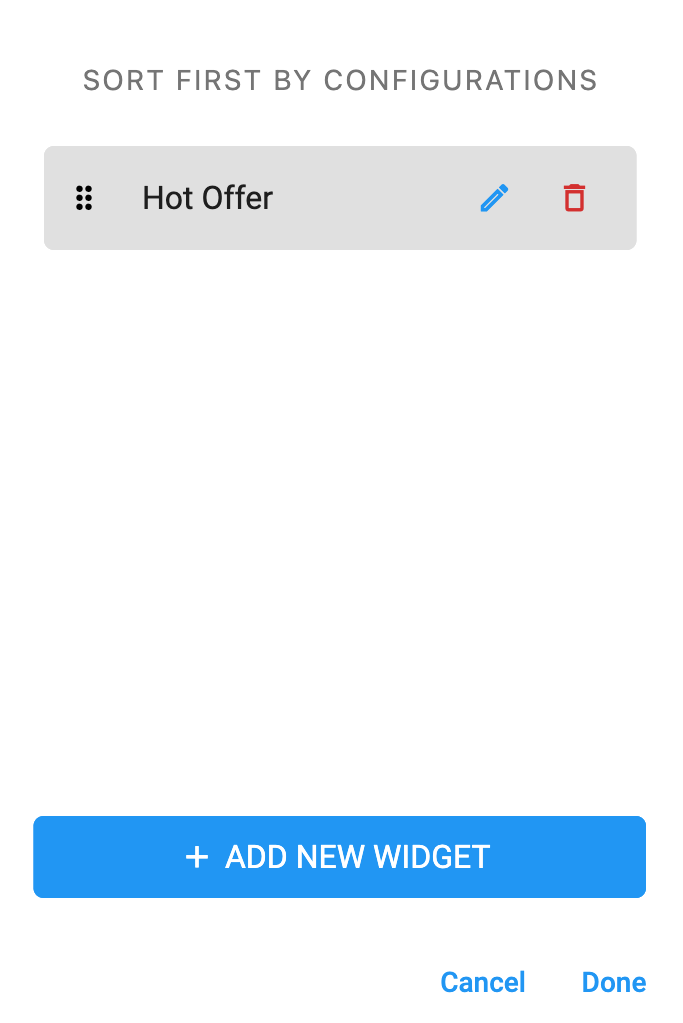 SORT FIRST BY CONFIGURATIONS
Hot Offer
+ ADD NEW WIDGET
Cancel Done